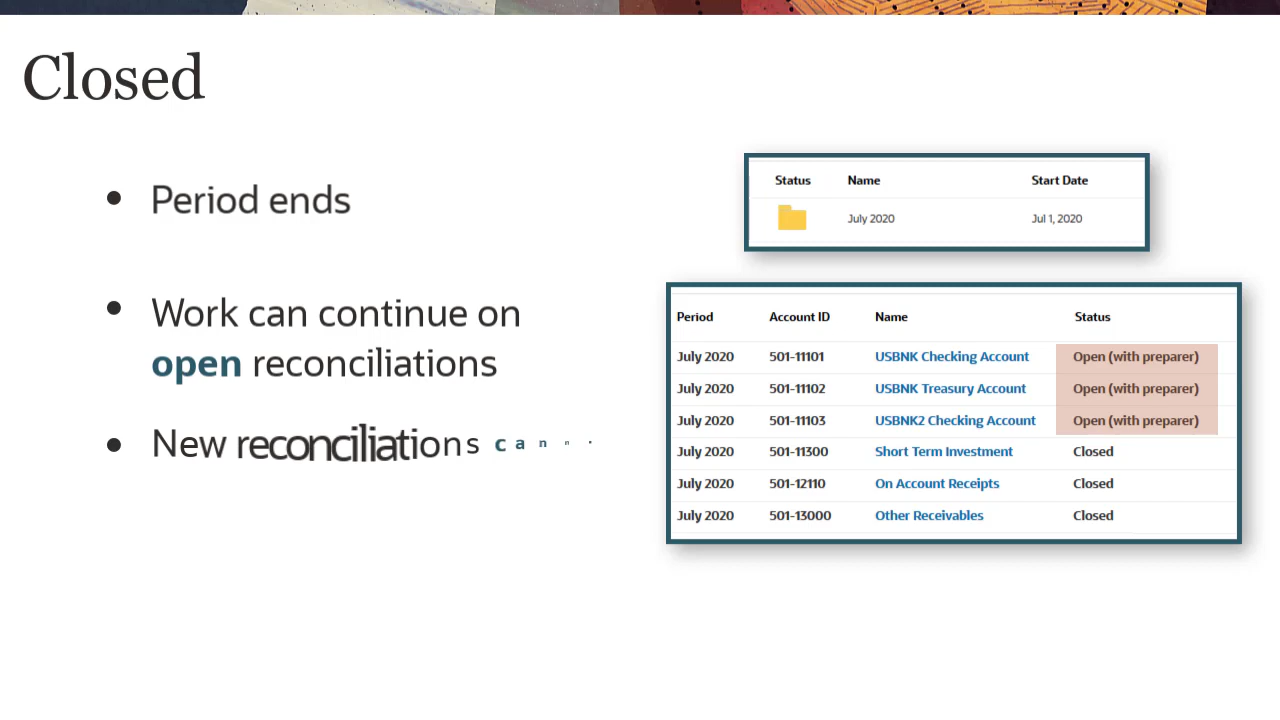 Closed
• Period ends
• Work can continue on
open reconciliations
• New reconciliations
Status Name Start Date
July 2020 Jul 1, 2020
Period Account ID Name Status
July 2020 501-11101 USBNK Checking Account Open (with preparer)
July 2020 501-11102 USBNK Treasury Account Open (with preparer)
July 2020 501-11103 USBNK2 Checking Account Open (with preparer)
July 2020 501-11300 Short Term Investment Closed
July 2020 501-12110 On Account Receipts Closed
July 2020 501-13000 Other Receivables Closed